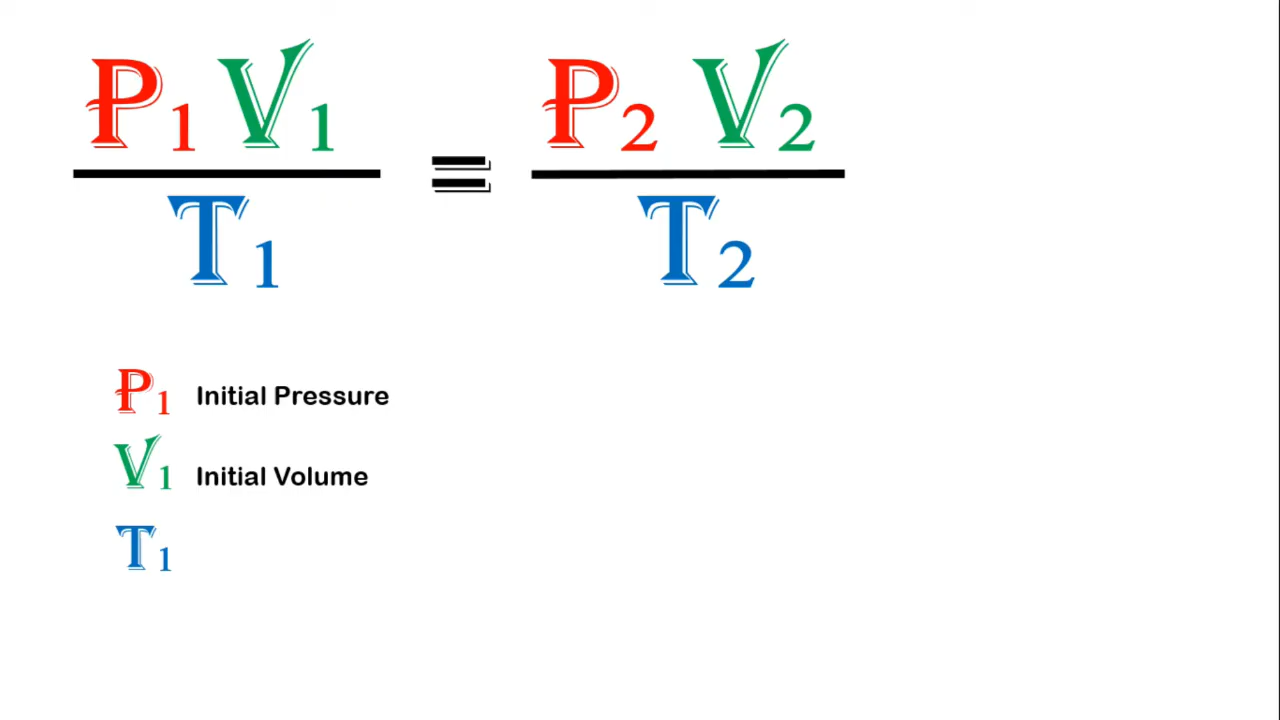 P1 V1 = P2 V2
T1 T2
P1 Initial Pressure
V1 Initial Volume
T1